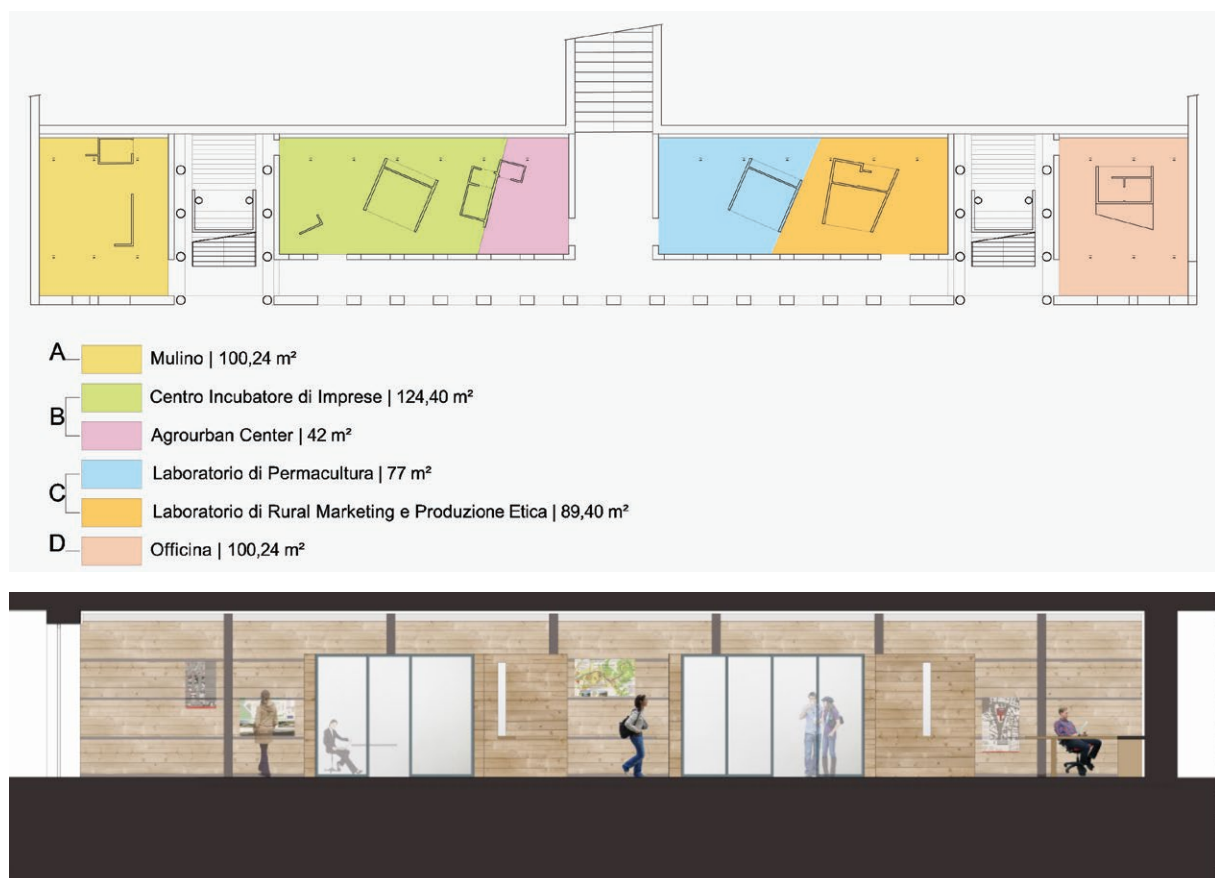 A
Mulino | 100,24 m²
B
Centro Incubatore di Imprese | 124,40 m²
Agrourban Center | 42 m²
C
Laboratorio di Permacultura | 77 m²
Laboratorio di Rural Marketing e Produzione Etica | 89,40 m²
D
Officina | 100,24 m²